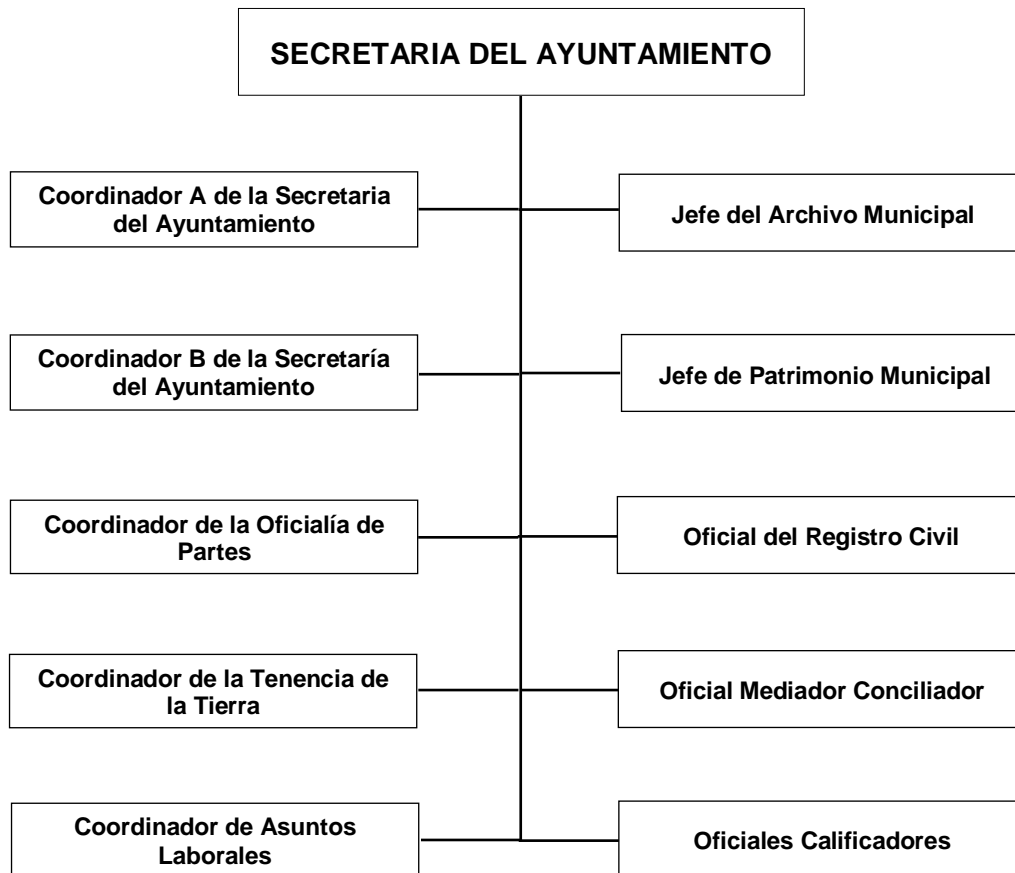 SECRETARIA DEL AYUNTAMIENTO
Coordinador A de la Secretaria
del Ayuntamiento
Jefe del Archivo Municipal
Coordinador B de la Secretaría
del Ayuntamiento
Jefe de Patrimonio Municipal
Coordinador de la Oficialía de
Partes
Oficial del Registro Civil
Coordinador de la Tenencia de
la Tierra
Oficial Mediador Conciliador
Coordinador de Asuntos
Laborales
Oficiales Calificadores